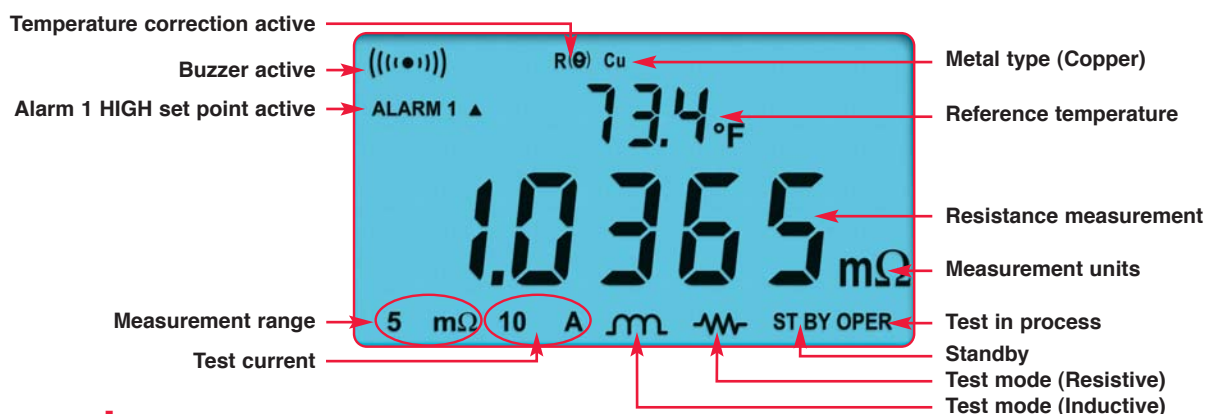 Temperature correction active
Buzzer active
Alarm 1 HIGH set point active
Measurement range
Test current
R(Θ) Cu
ALARM 1 ▲
73.4 °F
1.0365 mΩ
5 mΩ 10 A ST BY OPER
Metal type (Copper)
Reference temperature
Resistance measurement
Measurement units
Test in process
Standby
Test mode (Resistive)
Test mode (Inductive)